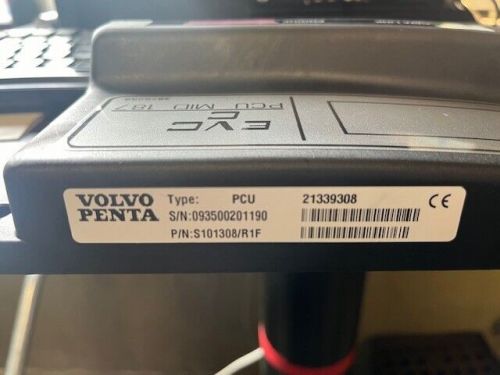 EVC
C
PCU MID 187
VOLVO
PENTA
Type: PCU 21339308
S/N:093500201190
P/N:S101308/R1F
CE